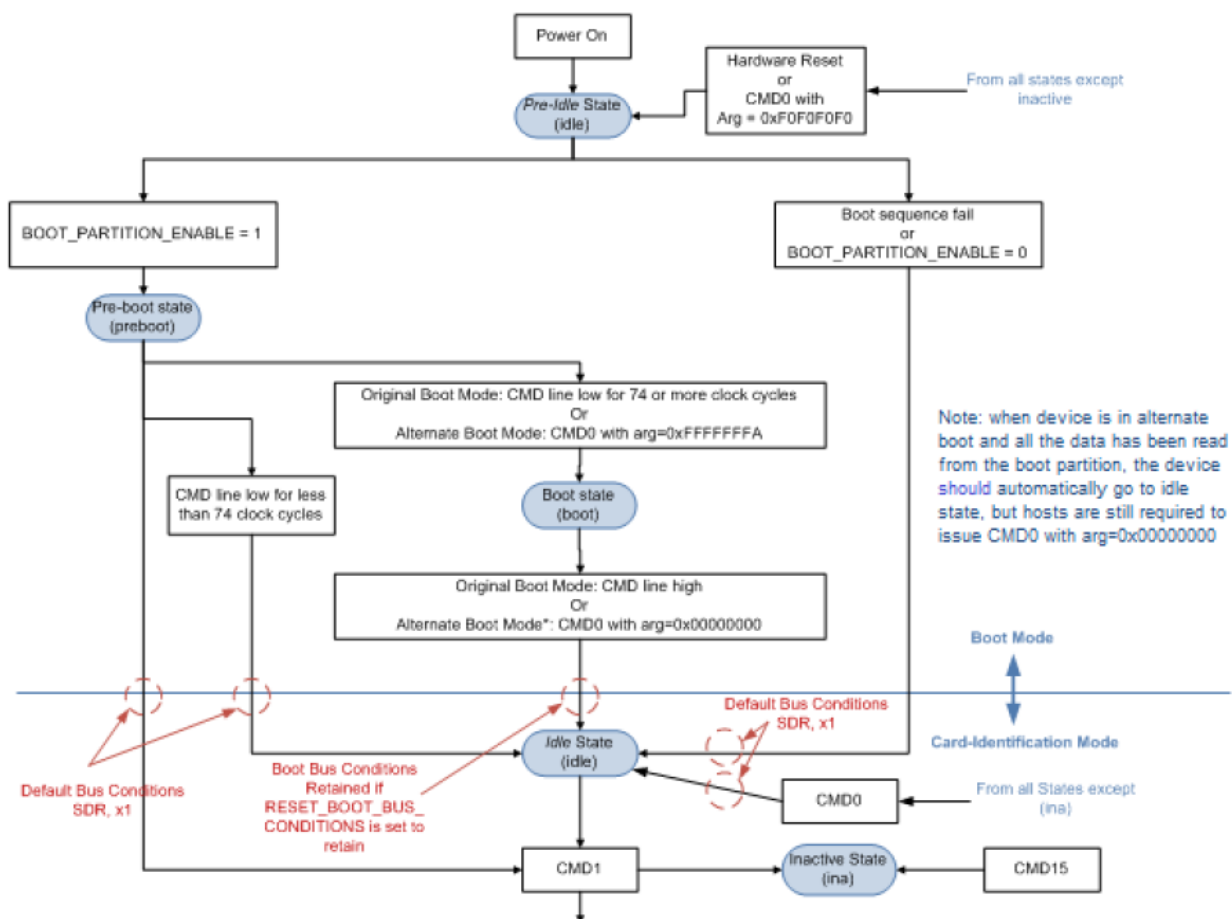 Power On
Hardware Reset
or
CMD0 with
Arg = 0xF0F0F0F0
From all states except
inactive
Pre-Idle State
(idle)
BOOT_PARTITION_ENABLE = 1
Boot sequence fail
or
BOOT_PARTITION_ENABLE = 0
Pre-boot state
(preboot)
Original Boot Mode: CMD line low for 74 or more clock cycles
Or
Alternate Boot Mode: CMD0 with arg=0xFFFFFFFA
Note: when device is in alternate
boot and all the data has been read
from the boot partition, the device
should automatically go to idle
state, but hosts are still required to
issue CMD0 with arg=0x00000000
CMD line low for less
than 74 clock cycles
Boot state
(boot)
Original Boot Mode: CMD line high
Or
Alternate Boot Mode*: CMD0 with arg=0x00000000
Boot Mode
Card-Identification Mode
Default Bus Conditions
SDR, x1
Idle State
(idle)
Default Bus Conditions
SDR, x1
Boot Bus Conditions
Retained if
RESET_BOOT_BUS_
CONDITIONS is set to
retain
CMD0
From all States except
(ina)
CMD1
Inactive State
(ina)
CMD15